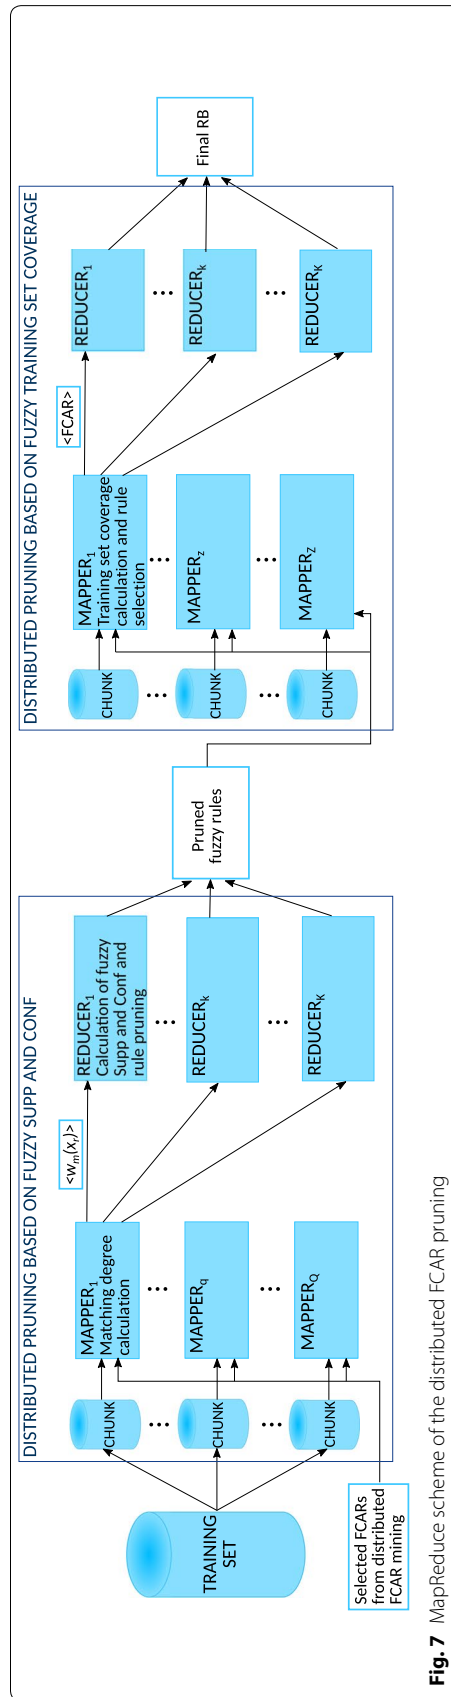 DISTRIBUTED PRUNING BASED ON FUZZY SUPP AND CONF
DISTRIBUTED PRUNING BASED ON FUZZY TRAINING SET COVERAGE
TRAINING
SET
Selected FCARs
from distributed
FCAR mining
CHUNK
...
CHUNK
...
CHUNK
MAPPER1
Matching degree
calculation
...
MAPPERq
...
MAPPERQ
<wm(xr)>
REDUCER1
Calculation of fuzzy
Supp and Conf and
rule pruning
...
REDUCERk
...
REDUCERK
Pruned
fuzzy rules
CHUNK
...
CHUNK
...
CHUNK
MAPPER1
Training set coverage
calculation and rule
selection
...
MAPPERz
...
MAPPERZ
<FCAR>
REDUCER1
...
REDUCERk
...
REDUCERK
Final RB
Fig. 7 MapReduce scheme of the distributed FCAR pruning